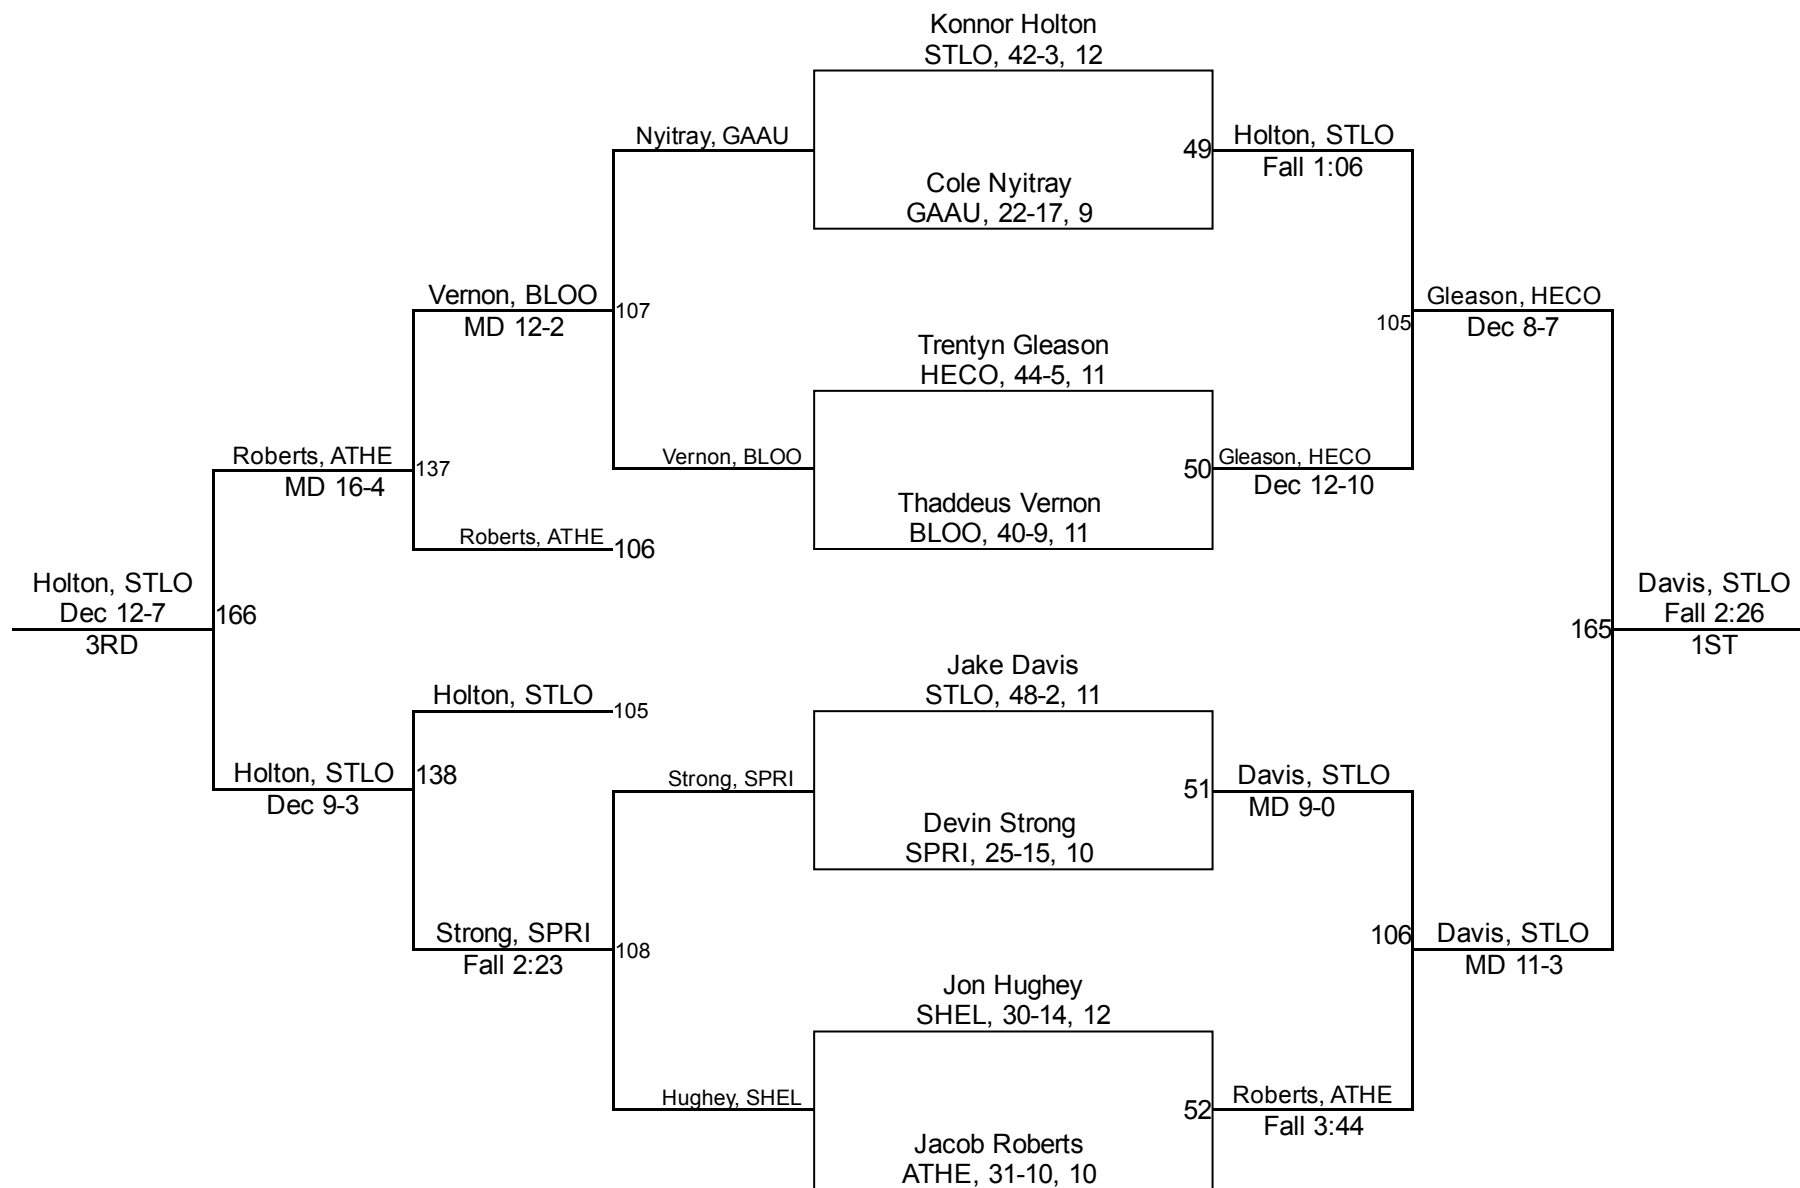 Konnor Holton
STLO, 42-3, 12
Nyitray, GAAU
49
Holton, STLO
Fall 1:06
Cole Nyitray
GAAU, 22-17, 9
Vernon, BLOO
MD 12-2
107
105
Gleason, HECO
Dec 8-7
Trentyn Gleason
HECO, 44-5, 11
Roberts, ATHE
MD 16-4
137
Vernon, BLOO
50
Gleason, HECO
Dec 12-10
Thaddeus Vernon
BLOO, 40-9, 11
Roberts, ATHE
106
Holton, STLO
Dec 12-7
3RD
166
165
Davis, STLO
Fall 2:26
1ST
Jake Davis
STLO, 48-2, 11
Holton, STLO
105
Holton, STLO
Dec 9-3
138
Strong, SPRI
51
Davis, STLO
MD 9-0
Devin Strong
SPRI, 25-15, 10
Strong, SPRI
Fall 2:23
108
106
Davis, STLO
MD 11-3
Jon Hughey
SHEL, 30-14, 12
Hughey, SHEL
52
Roberts, ATHE
Fall 3:44
Jacob Roberts
ATHE, 31-10, 10